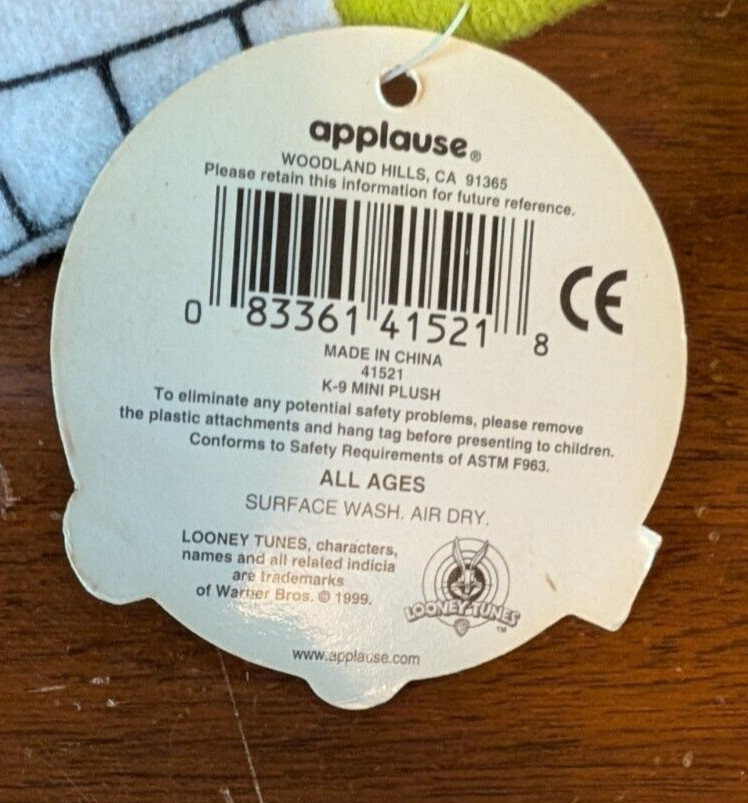 applause®
WOODLAND HILLS, CA 91365
Please retain this information for future reference.
0 83361 41521 8
CE
MADE IN CHINA
41521
K-9 MINI PLUSH
To eliminate any potential safety problems, please remove
the plastic attachments and hang tag before presenting to children.
Conforms to Safety Requirements of ASTM F963.
ALL AGES
SURFACE WASH. AIR DRY.
LOONEY TUNES, characters,
names and all related indicia
are trademarks
of Warner Bros. © 1999.
LOONEY TUNES
TM
www.applause.com